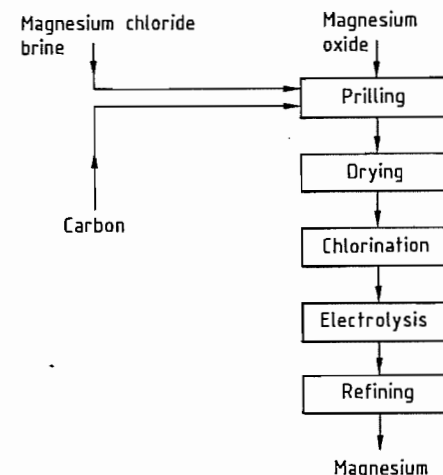 Magnesium chloride
brine
Magnesium
oxide
Prilling
Drying
Carbon
Chlorination
Electrolysis
Refining
Magnesium